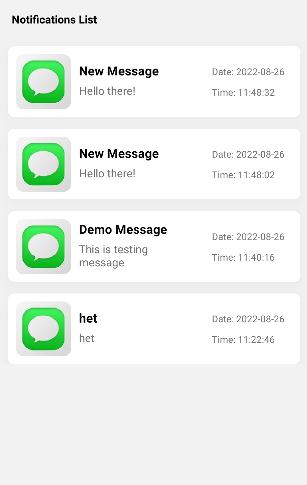 Notifications List
New Message
Date: 2022-08-26
Hello there!
Time: 11:48:32
New Message
Date: 2022-08-26
Hello there!
Time: 11:48:02
Demo Message
Date: 2022-08-26
This is testing
message
Time: 11:40:16
het
Date: 2022-08-26
het
Time: 11:22:46